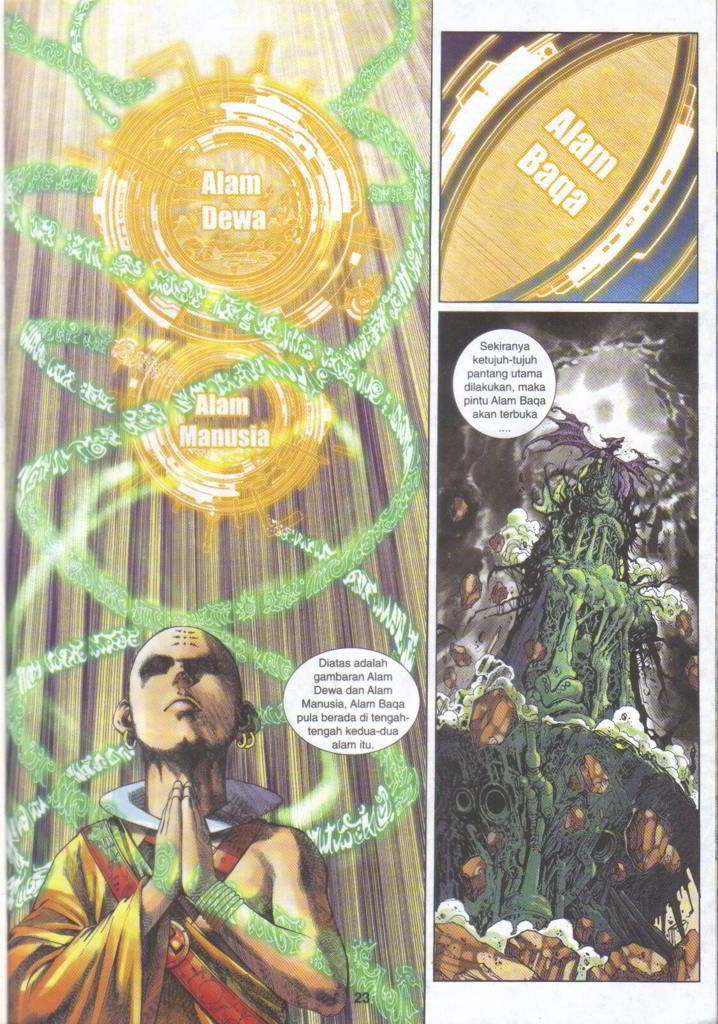 Alam
Dewa
Alam
Manusia
Diatas adalah
gambaran Alam
Dewa dan Alam
Manusia, Alam Baqa
pula berada di tengah-
tengah kedua-dua
alam itu.
Alam
Baqa
Sekiranya
ketujuh-tujuh
pantang utama
dilakukan, maka
pintu Alam Baqa
akan terbuka
....
23